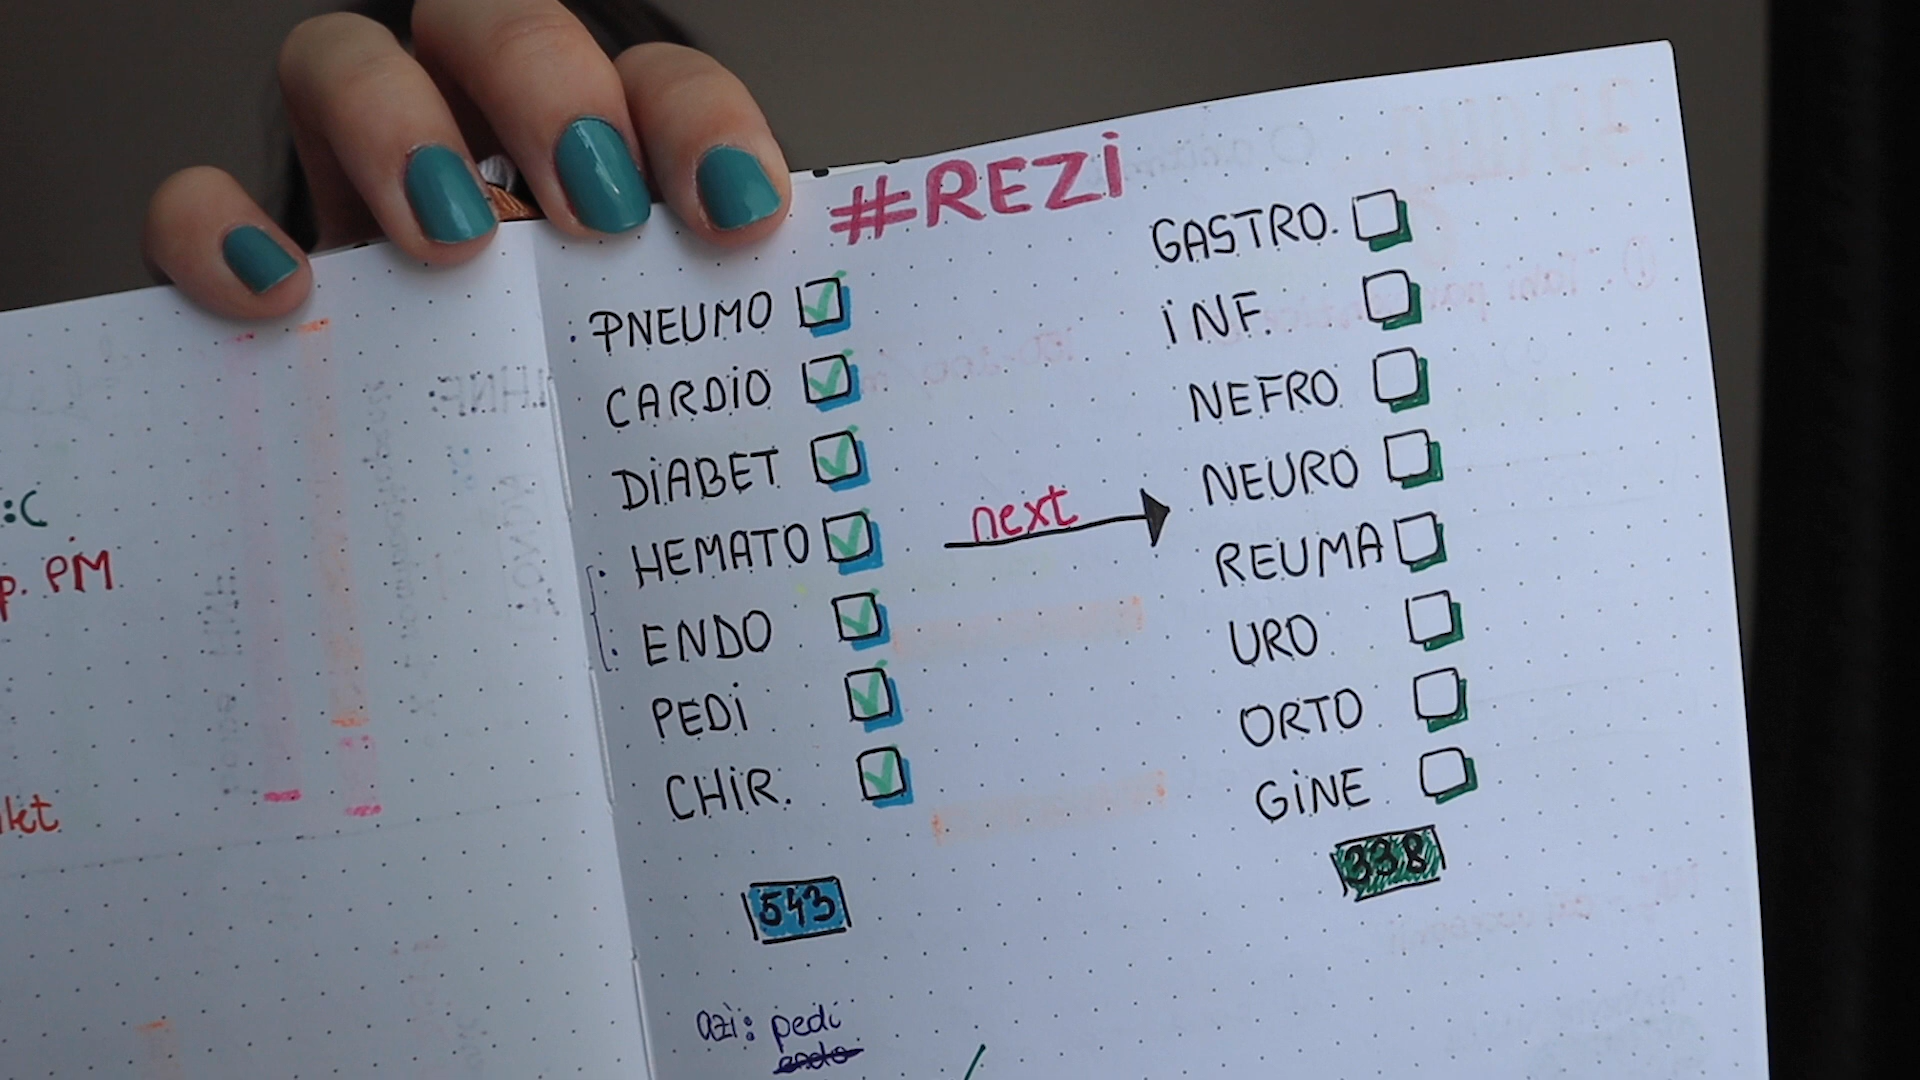 :C
p. PM
#REZi
PNEUMO
CARDiO
DiABET
HEMATO
ENDO
PEDi
CHiR.
543
next
GASTRO.
iNF.
NEFRO
NEURO
REUMA
URO
ORTO
GiNE
338
azi: pedi
endo